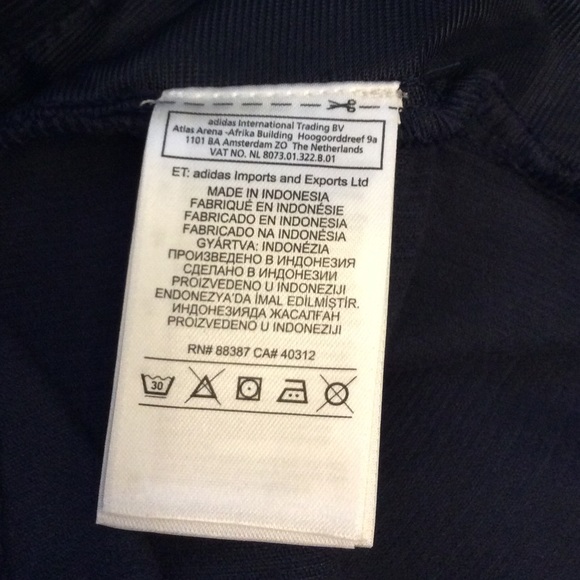 adidas International Trading BV
Atlas Arena -Afrika Building Hoogoorddreef 9a
1101 BA Amsterdam ZO The Netherlands
VAT NO. NL 8073.01.322.B.01
ET: adidas Imports and Exports Ltd
MADE IN INDONESIA
FABRIQUÉ EN INDONÉSIE
FABRICADO EN INDONESIA
FABRICADO NA INDONÉSIA
GYÁRTVA: INDONÉZIA
ПРОИЗВЕДЕНО В ИНДОНЕЗИЯ
СДЕЛАНО В ИНДОНЕЗИИ
PROIZVEDENO U INDONEZIJI
ENDONEZYA'DA İMAL EDİLMİŞTİR.
ИНДОНЕЗИЯДА ЖАСАЛҒАН
PROIZVEDENO U INDONEZIJI
RN# 88387 CA# 40312
30